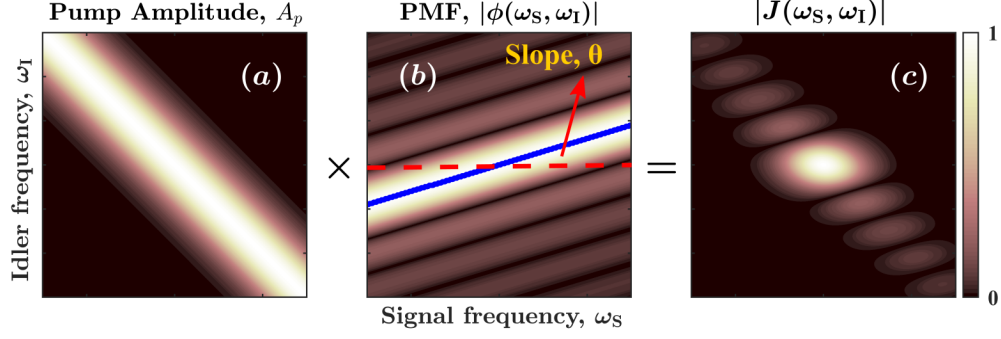 Pump Amplitude, A_p
PMF, |ϕ(ω_S, ω_I)|
|J(ω_S, ω_I)|
Idler frequency, ω_I
(a)
×
(b)
Slope, θ
=
(c)
1
0
Signal frequency, ω_S